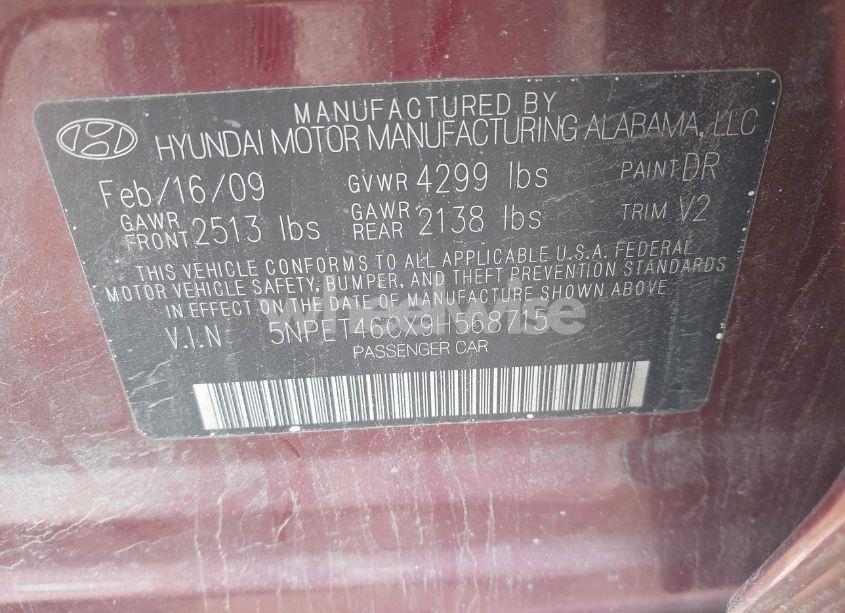 MANUFACTURED BY
HYUNDAI MOTOR MANUFACTURING ALABAMA, LLC
Feb/16/09 GVWR 4299 lbs PAINT DR
GAWR FRONT 2513 lbs GAWR REAR 2138 lbs TRIM V2
THIS VEHICLE CONFORMS TO ALL APPLICABLE U.S.A. FEDERAL
MOTOR VEHICLE SAFETY, BUMPER, AND THEFT PREVENTION STANDARDS
IN EFFECT ON THE DATE OF MANUFACTURE SHOWN ABOVE.
V.I.N 5NPET46CX9H568715
PASSENGER CAR
wheelwise